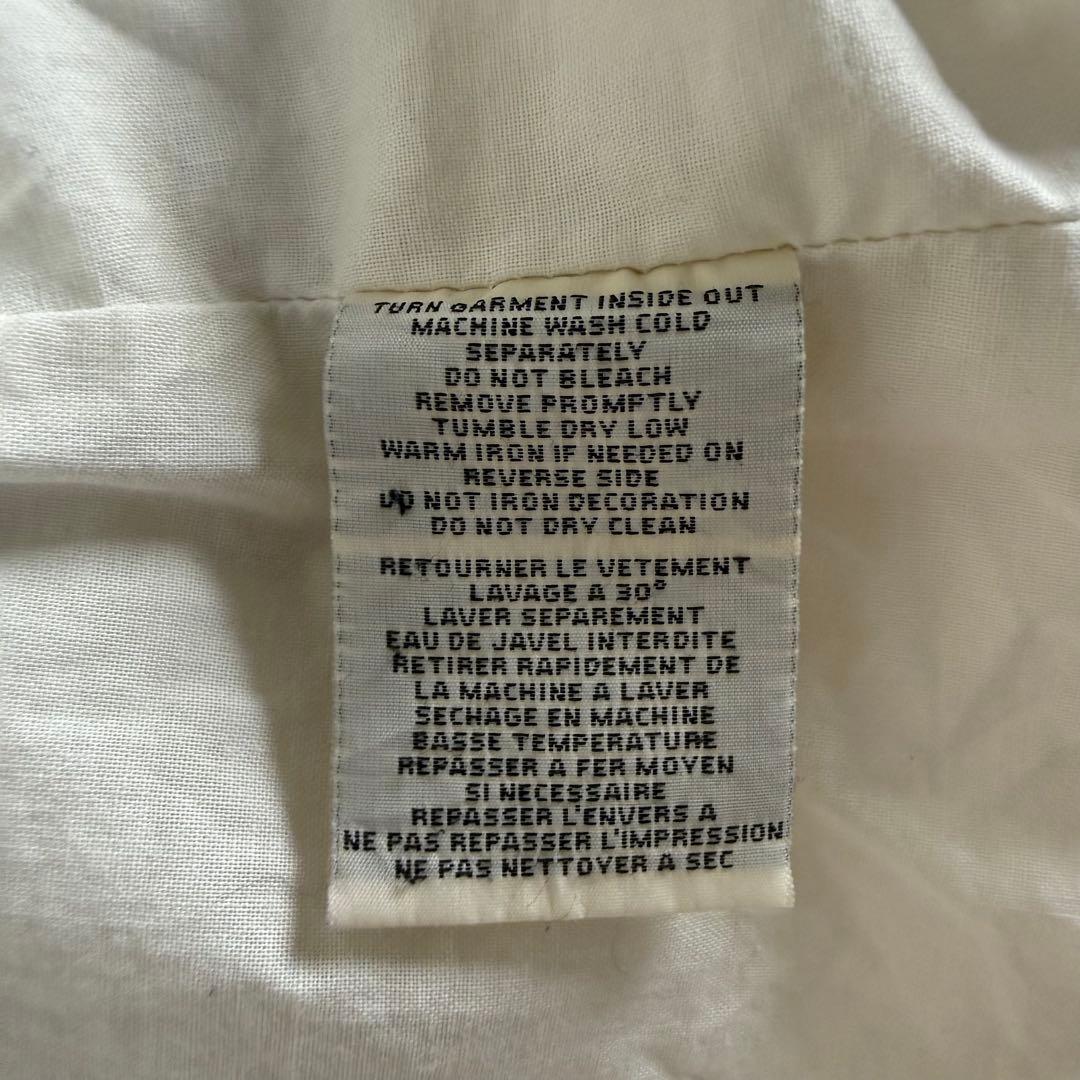 TURN GARMENT INSIDE OUT
MACHINE WASH COLD
SEPARATELY
DO NOT BLEACH
REMOVE PROMPTLY
TUMBLE DRY LOW
WARM IRON IF NEEDED ON
REVERSE SIDE
DO NOT IRON DECORATION
DO NOT DRY CLEAN
RETOURNER LE VETEMENT
LAVAGE A 30°
LAVER SEPAREMENT
EAU DE JAVEL INTERDITE
RETIRER RAPIDEMENT DE
LA MACHINE A LAVER
SECHAGE EN MACHINE
BASSE TEMPERATURE
REPASSER A FER MOYEN
SI NECESSAIRE
REPASSER L'ENVERS A
NE PAS REPASSER L'IMPRESSION
NE PAS NETTOYER A SEC